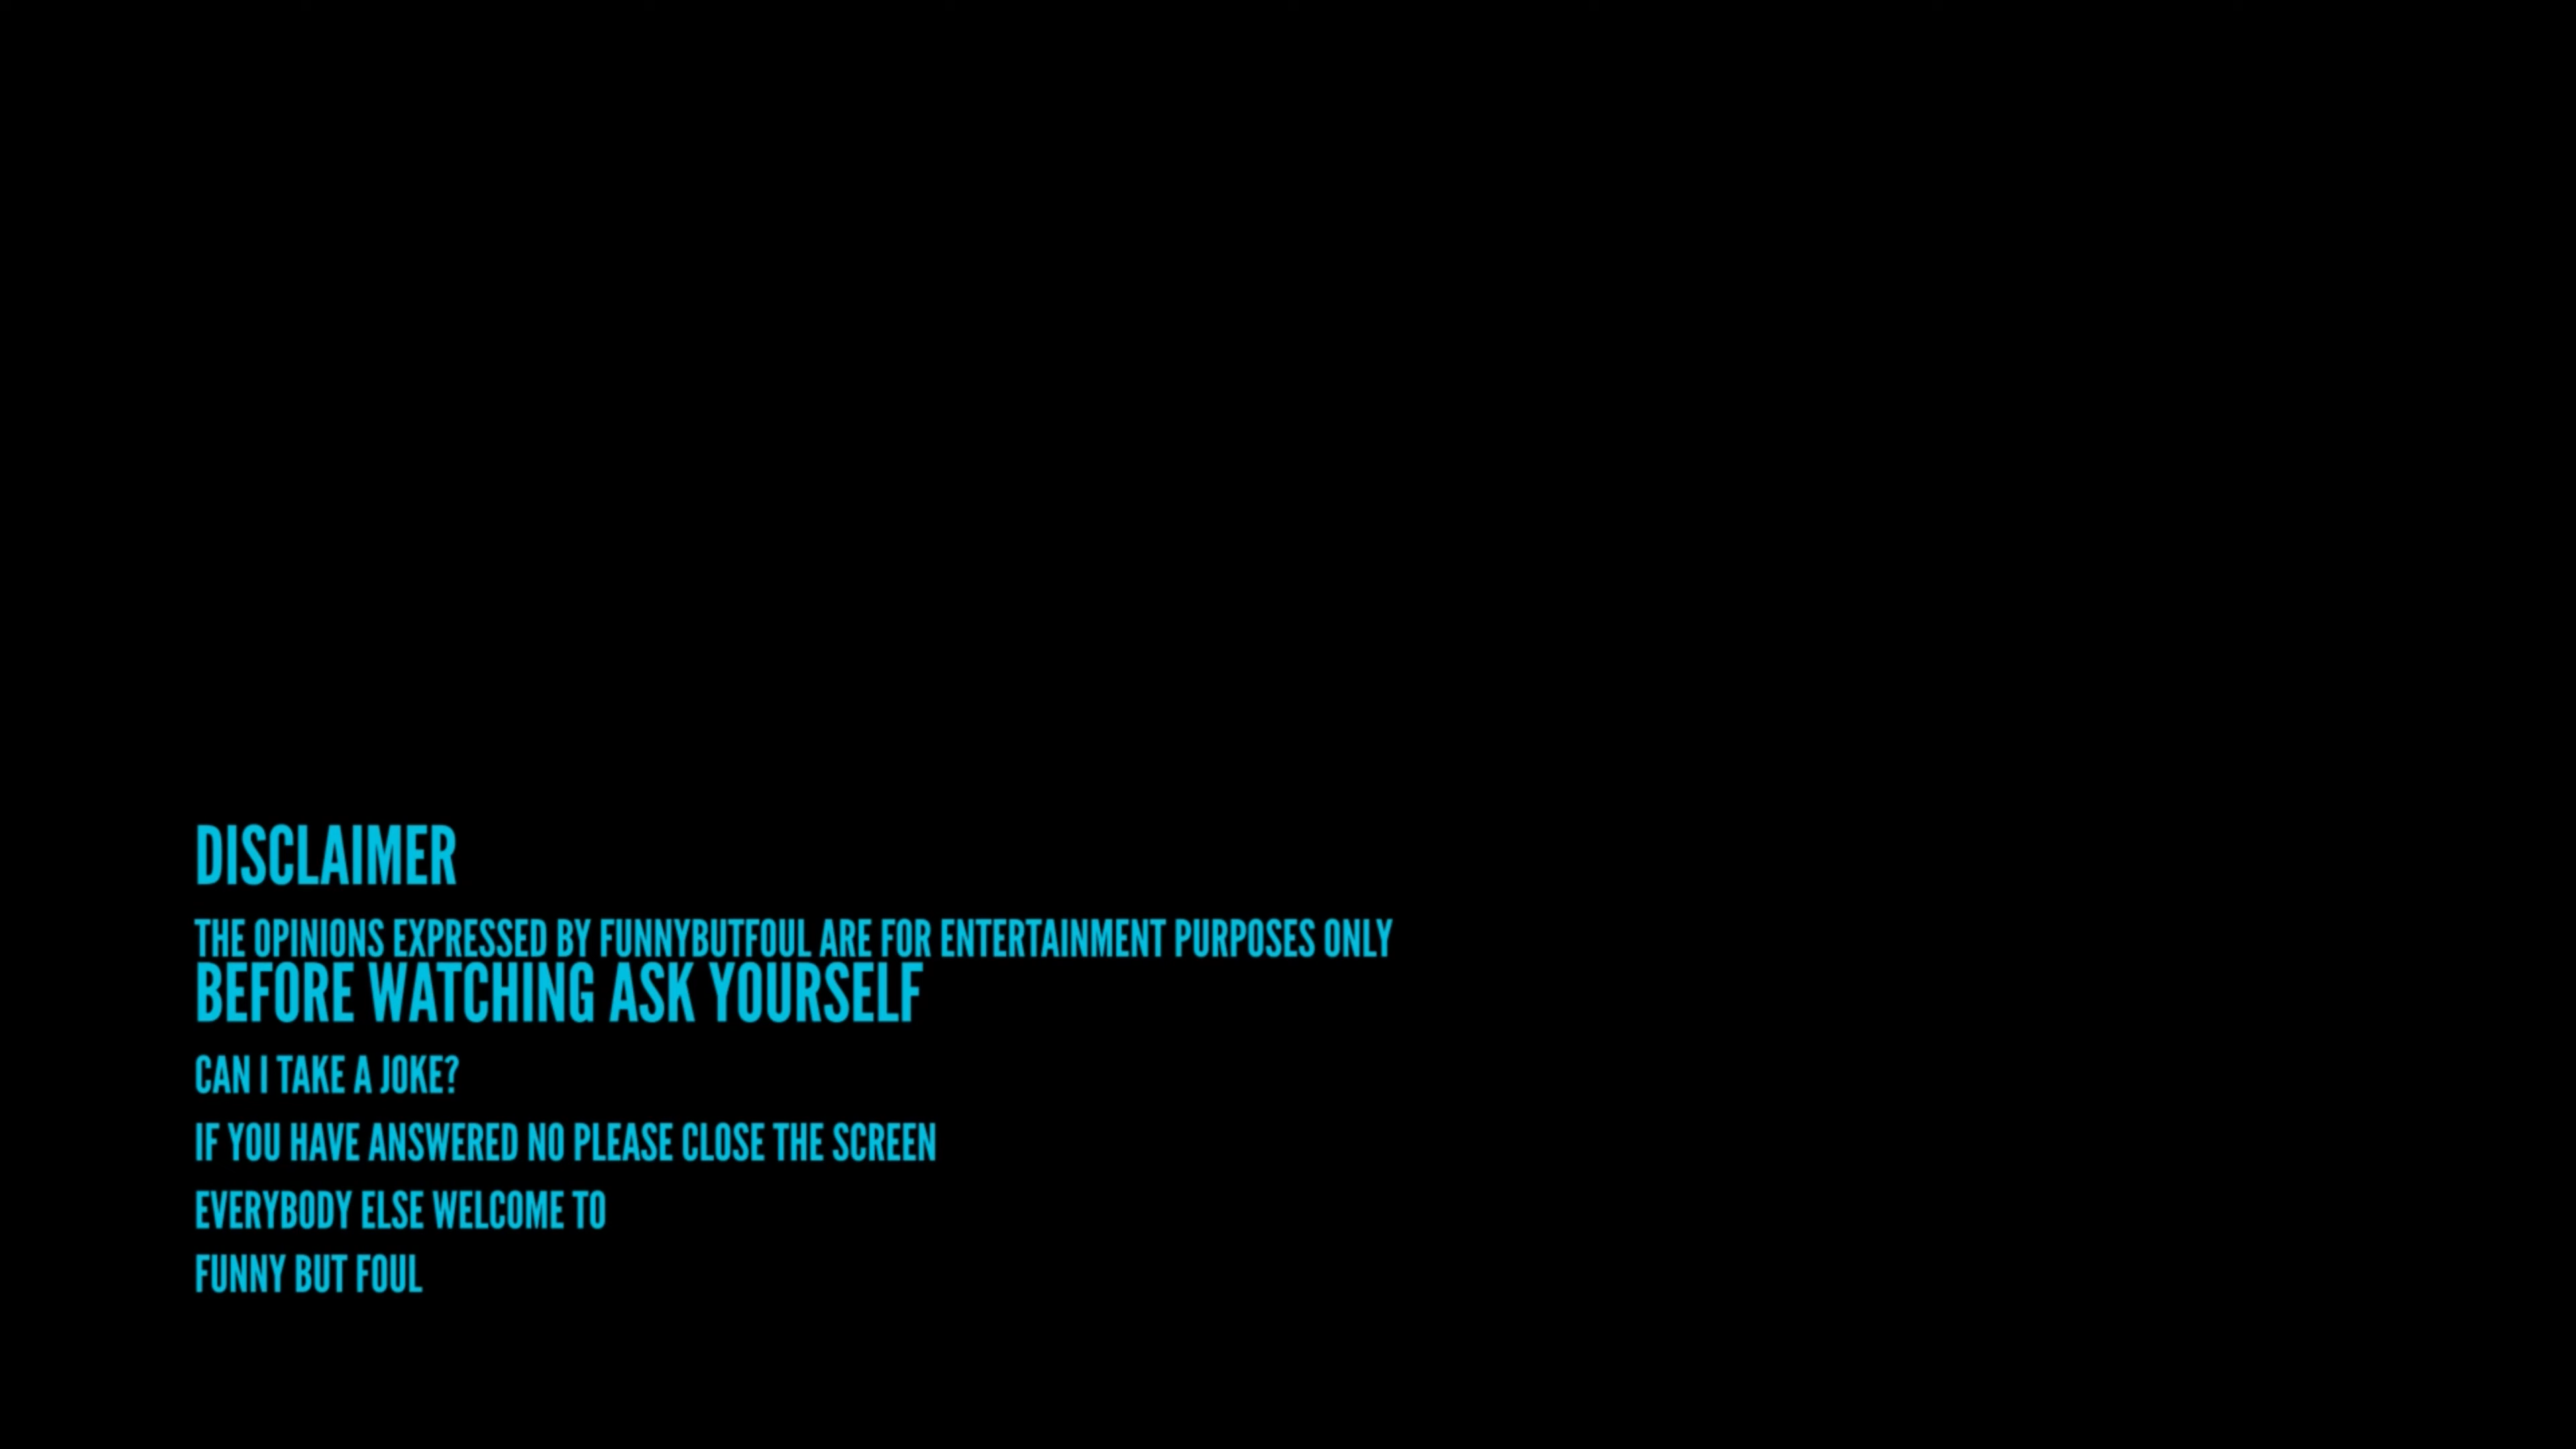 DISCLAIMER
THE OPINIONS EXPRESSED BY FUNNYBUTFOUL ARE FOR ENTERTAINMENT PURPOSES ONLY
BEFORE WATCHING ASK YOURSELF
CAN I TAKE A JOKE?
IF YOU HAVE ANSWERED NO PLEASE CLOSE THE SCREEN
EVERYBODY ELSE WELCOME TO
FUNNY BUT FOUL